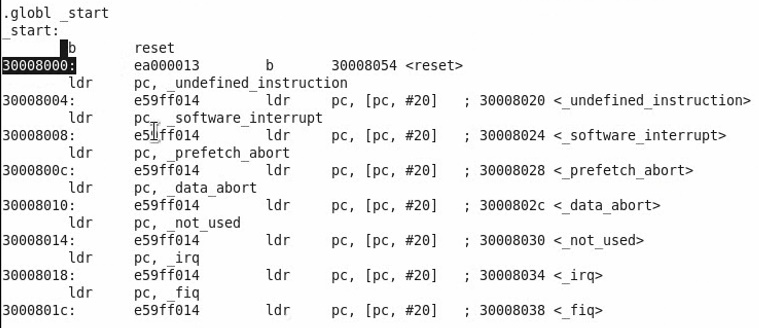 .globl _start
_start:
b reset
30008000: ea000013 b 30008054 <reset>
ldr pc, _undefined_instruction
30008004: e59ff014 ldr pc, [pc, #20] ; 30008020 <_undefined_instruction>
ldr pc, _software_interrupt
30008008: e59ff014 ldr pc, [pc, #20] ; 30008024 <_software_interrupt>
ldr pc, _prefetch_abort
3000800c: e59ff014 ldr pc, [pc, #20] ; 30008028 <_prefetch_abort>
ldr pc, _data_abort
30008010: e59ff014 ldr pc, [pc, #20] ; 3000802c <_data_abort>
ldr pc, _not_used
30008014: e59ff014 ldr pc, [pc, #20] ; 30008030 <_not_used>
ldr pc, _irq
30008018: e59ff014 ldr pc, [pc, #20] ; 30008034 <_irq>
ldr pc, _fiq
3000801c: e59ff014 ldr pc, [pc, #20] ; 30008038 <_fiq>